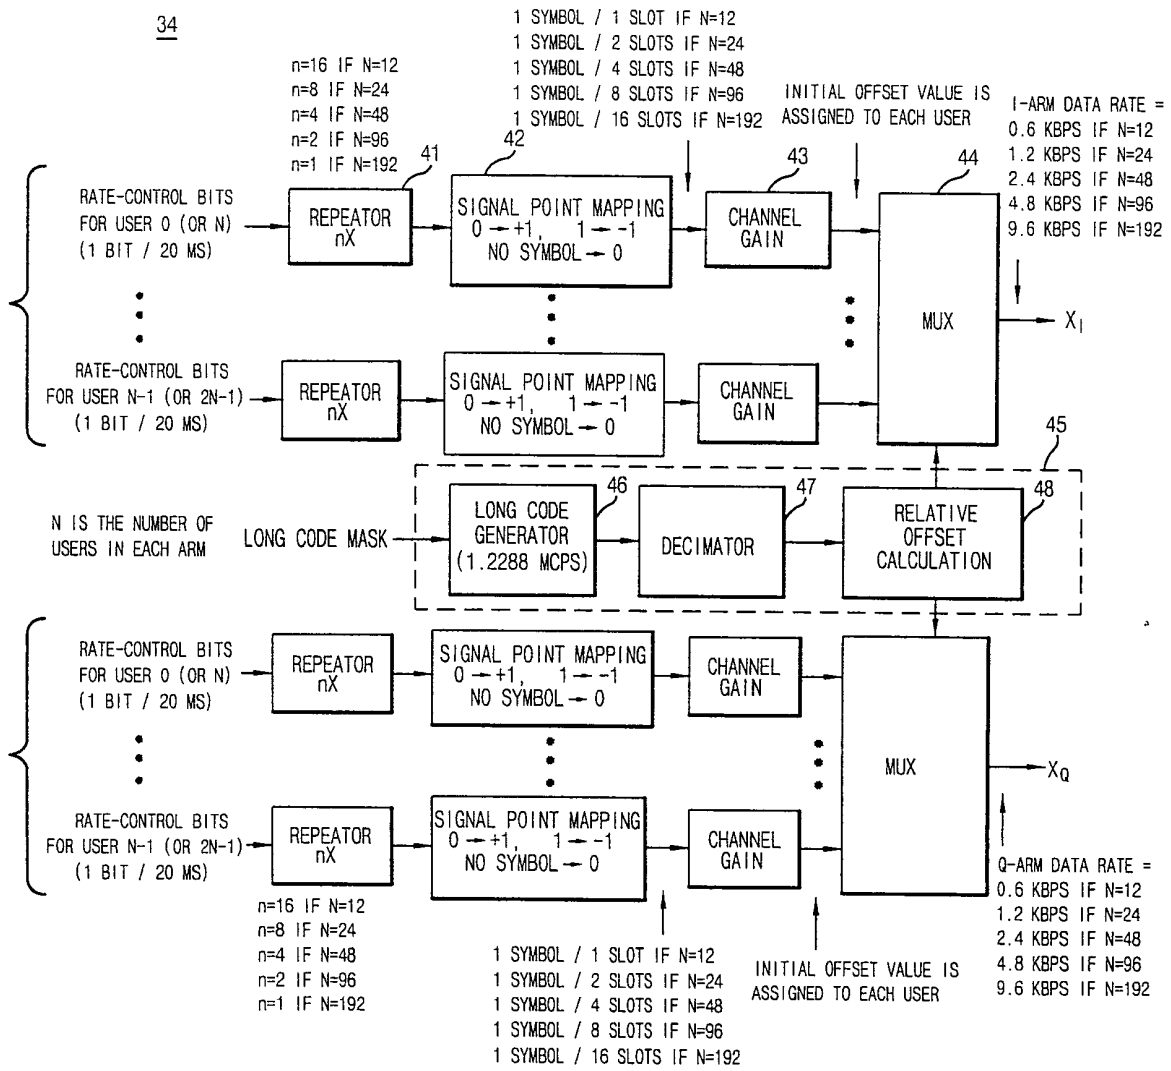 34
1 SYMBOL / 1 SLOT IF N=12
1 SYMBOL / 2 SLOTS IF N=24
1 SYMBOL / 4 SLOTS IF N=48
1 SYMBOL / 8 SLOTS IF N=96
1 SYMBOL / 16 SLOTS IF N=192
n=16 IF N=12
n=8 IF N=24
n=4 IF N=48
n=2 IF N=96
n=1 IF N=192
INITIAL OFFSET VALUE IS
ASSIGNED TO EACH USER
I-ARM DATA RATE =
0.6 KBPS IF N=12
1.2 KBPS IF N=24
2.4 KBPS IF N=48
4.8 KBPS IF N=96
9.6 KBPS IF N=192
41
42
43
44
RATE-CONTROL BITS
FOR USER 0 (OR N)
(1 BIT / 20 MS)
REPEATOR
nX
SIGNAL POINT MAPPING
0→+1, 1→-1
NO SYMBOL→0
CHANNEL
GAIN
MUX
X_I
RATE-CONTROL BITS
FOR USER N-1 (OR 2N-1)
(1 BIT / 20 MS)
REPEATOR
nX
SIGNAL POINT MAPPING
0→+1, 1→-1
NO SYMBOL→0
CHANNEL
GAIN
45
N IS THE NUMBER OF
USERS IN EACH ARM
LONG CODE MASK
46
LONG CODE
GENERATOR
(1.2288 MCPS)
47
DECIMATOR
48
RELATIVE
OFFSET
CALCULATION
RATE-CONTROL BITS
FOR USER 0 (OR N)
(1 BIT / 20 MS)
REPEATOR
nX
SIGNAL POINT MAPPING
0→+1, 1→-1
NO SYMBOL→0
CHANNEL
GAIN
MUX
X_Q
RATE-CONTROL BITS
FOR USER N-1 (OR 2N-1)
(1 BIT / 20 MS)
REPEATOR
nX
SIGNAL POINT MAPPING
0→+1, 1→-1
NO SYMBOL→0
CHANNEL
GAIN
n=16 IF N=12
n=8 IF N=24
n=4 IF N=48
n=2 IF N=96
n=1 IF N=192
1 SYMBOL / 1 SLOT IF N=12
1 SYMBOL / 2 SLOTS IF N=24
1 SYMBOL / 4 SLOTS IF N=48
1 SYMBOL / 8 SLOTS IF N=96
1 SYMBOL / 16 SLOTS IF N=192
INITIAL OFFSET VALUE IS
ASSIGNED TO EACH USER
Q-ARM DATA RATE =
0.6 KBPS IF N=12
1.2 KBPS IF N=24
2.4 KBPS IF N=48
4.8 KBPS IF N=96
9.6 KBPS IF N=192